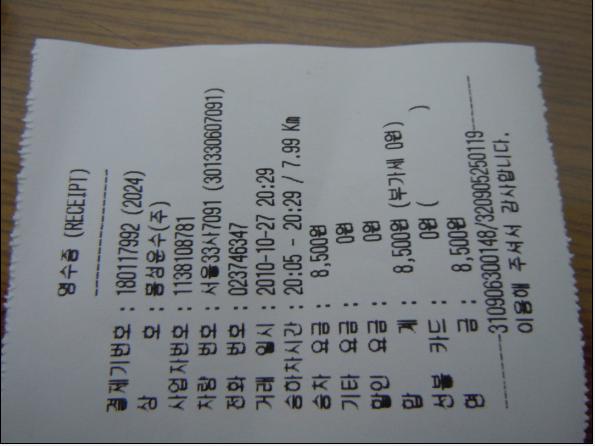 영수증 (RECEIPT)
결제기번호 : 180117992 (2024)
상 호 : 몽성운수(주)
사업자번호 : 1138108781
차량 번호 : 서울33사7091 (301330607091)
전화 번호 : 023746347
거래 일시 : 2010-10-27 20:29
승하차시간 : 20:05 - 20:29 / 7.99 Km
승차 요금 : 8,500원
기타 요금 : 0원
할인 요금 : 0원
합 계 : 8,500원 (부가세 0원)
선불 카드 : 0원 ( )
현 금 : 8,500원
-----310906300148/320905250119-----
이용해 주셔서 감사합니다.